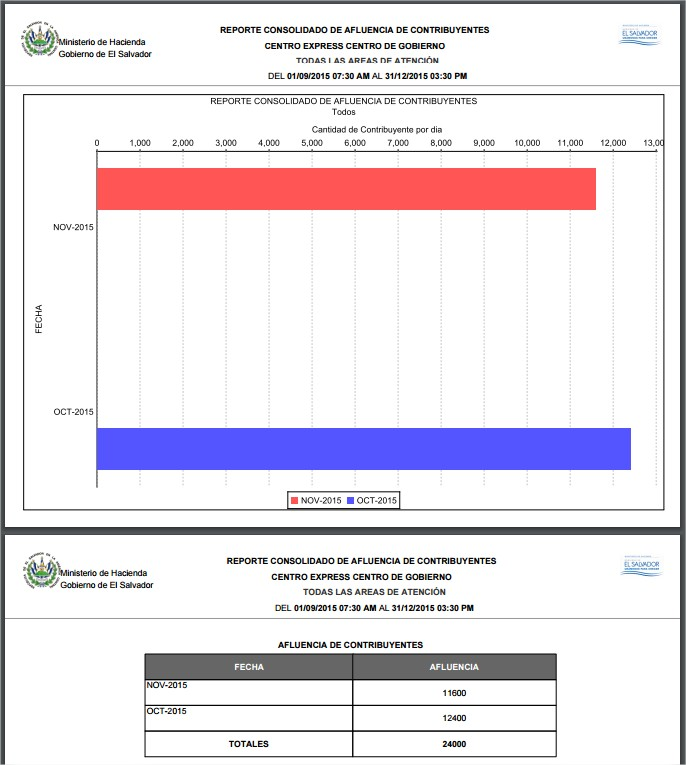 REPORTE CONSOLIDADO DE AFLUENCIA DE CONTRIBUYENTES
Ministerio de Hacienda
Gobierno de El Salvador
CENTRO EXPRESS CENTRO DE GOBIERNO
TODAS LAS AREAS DE ATENCIÓN
DEL 01/09/2015 07:30 AM AL 31/12/2015 03:30 PM
EL SALVADOR
REPORTE CONSOLIDADO DE AFLUENCIA DE CONTRIBUYENTES
Todos
Cantidad de Contribuyente por dia
0 1,000 2,000 3,000 4,000 5,000 6,000 7,000 8,000 9,000 10,000 11,000 12,000 13,00
NOV-2015
FECHA
OCT-2015
NOV-2015 OCT-2015
REPORTE CONSOLIDADO DE AFLUENCIA DE CONTRIBUYENTES
Ministerio de Hacienda
Gobierno de El Salvador
CENTRO EXPRESS CENTRO DE GOBIERNO
TODAS LAS AREAS DE ATENCIÓN
DEL 01/09/2015 07:30 AM AL 31/12/2015 03:30 PM
EL SALVADOR
AFLUENCIA DE CONTRIBUYENTES
FECHA AFLUENCIA
NOV-2015 11600
OCT-2015 12400
TOTALES 24000